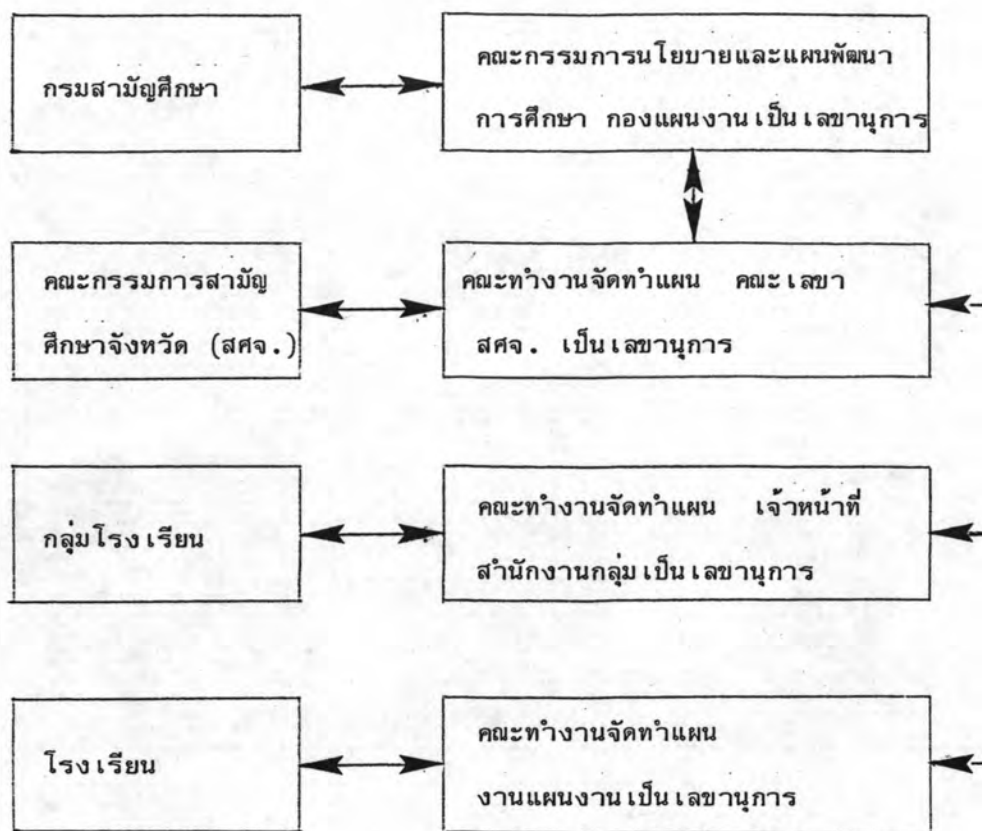 กรมสามัญศึกษา
คณะกรรมการนโยบายและแผนพัฒนา
การศึกษา กองแผนงานเป็นเลขานุการ
คณะกรรมการสามัญ
ศึกษาจังหวัด (สศจ.)
คณะทำงานจัดทำแผน คณะเลขา
สศจ. เป็นเลขานุการ
กลุ่มโรงเรียน
คณะทำงานจัดทำแผน เจ้าหน้าที่
สำนักงานกลุ่มเป็นเลขานุการ
โรงเรียน
คณะทำงานจัดทำแผน
งานแผนงานเป็นเลขานุการ